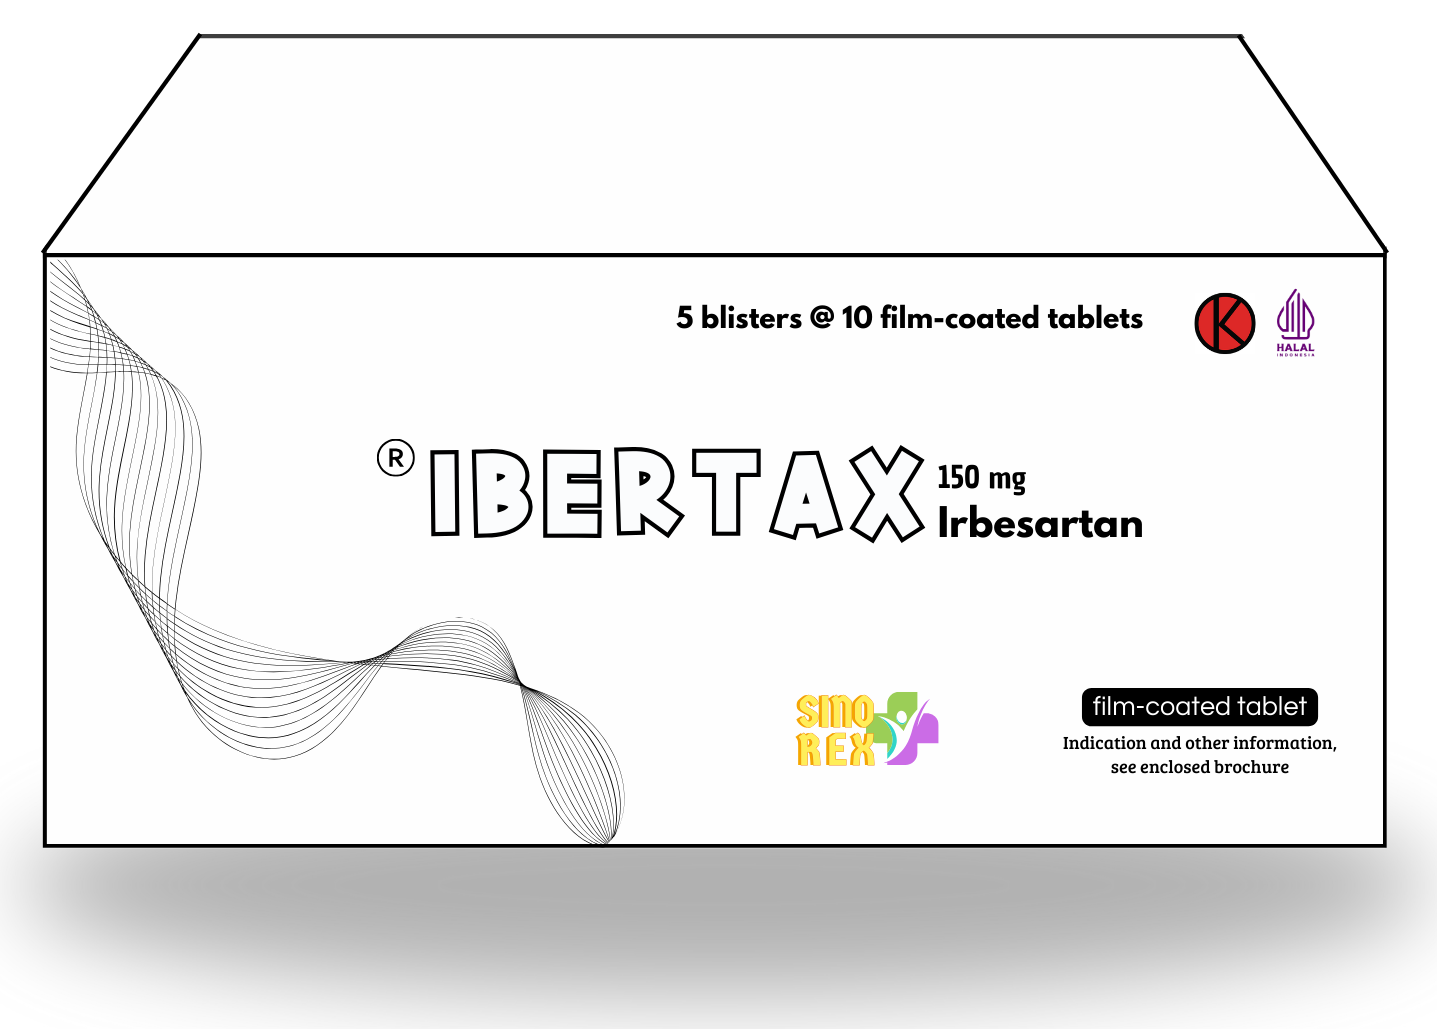 5 blisters @ 10 film-coated tablets
K
HALAL
INDONESIA
® IBERTAX 150 mg
Irbesartan
SINO
REX
film-coated tablet
Indication and other information,
see enclosed brochure